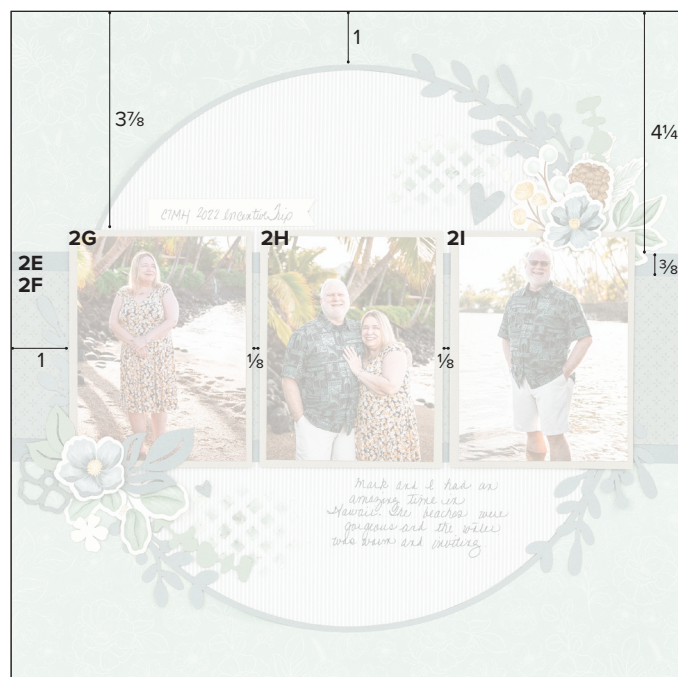 1
3⅞
4¼
CTMH 2022 Incentive Trip
2G 2H 2I
2E
2F
⅜
1
⅛
⅛
Mark and I had an
amazing time in
Hawaii. The beaches were
gorgeous and the water
was warm and inviting